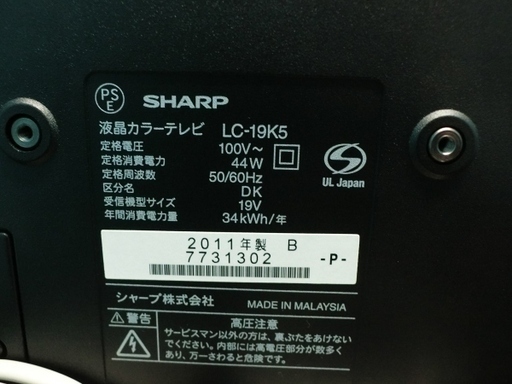 PS
E
SHARP
液晶カラーテレビ LC-19K5
定格電圧 100V～
定格消費電力 44W
定格周波数 50/60Hz
区分名 DK
受信機型サイズ 19V
年間消費電力量 34kWh/年
S
UL Japan
2011年製 B
7731302 -P-
シャープ株式会社 MADE IN MALAYSIA
警告 高圧注意
サービスマン以外の方は、裏ぶたをあけない
でください。内部には高電圧部分が数多く
あり、万一さわると危険です。